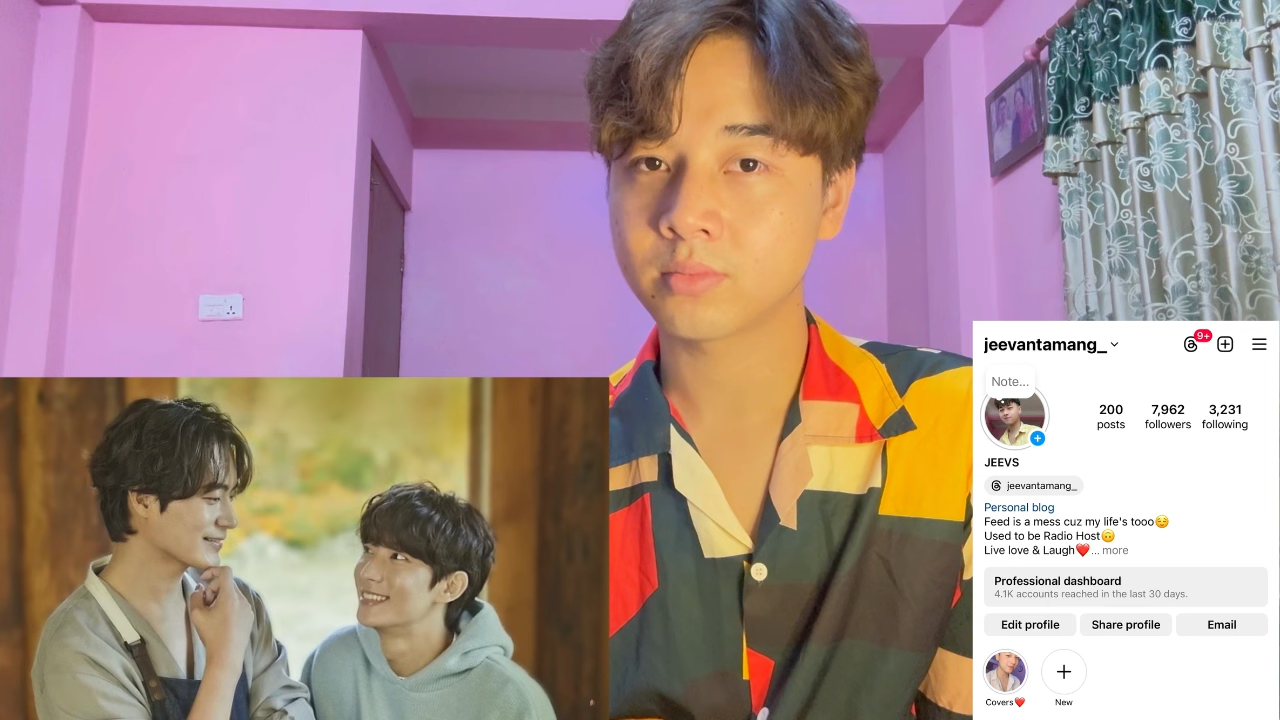 jeevantamang_
9+
Note...
200 7,962 3,231
posts followers following
JEEVS
jeevantamang_
Personal blog
Feed is a mess cuz my life's tooo😌
Used to be Radio Host🙃
Live love & Laugh❤️... more
Professional dashboard
4.1K accounts reached in the last 30 days.
Edit profile Share profile Email
Covers❤️ New